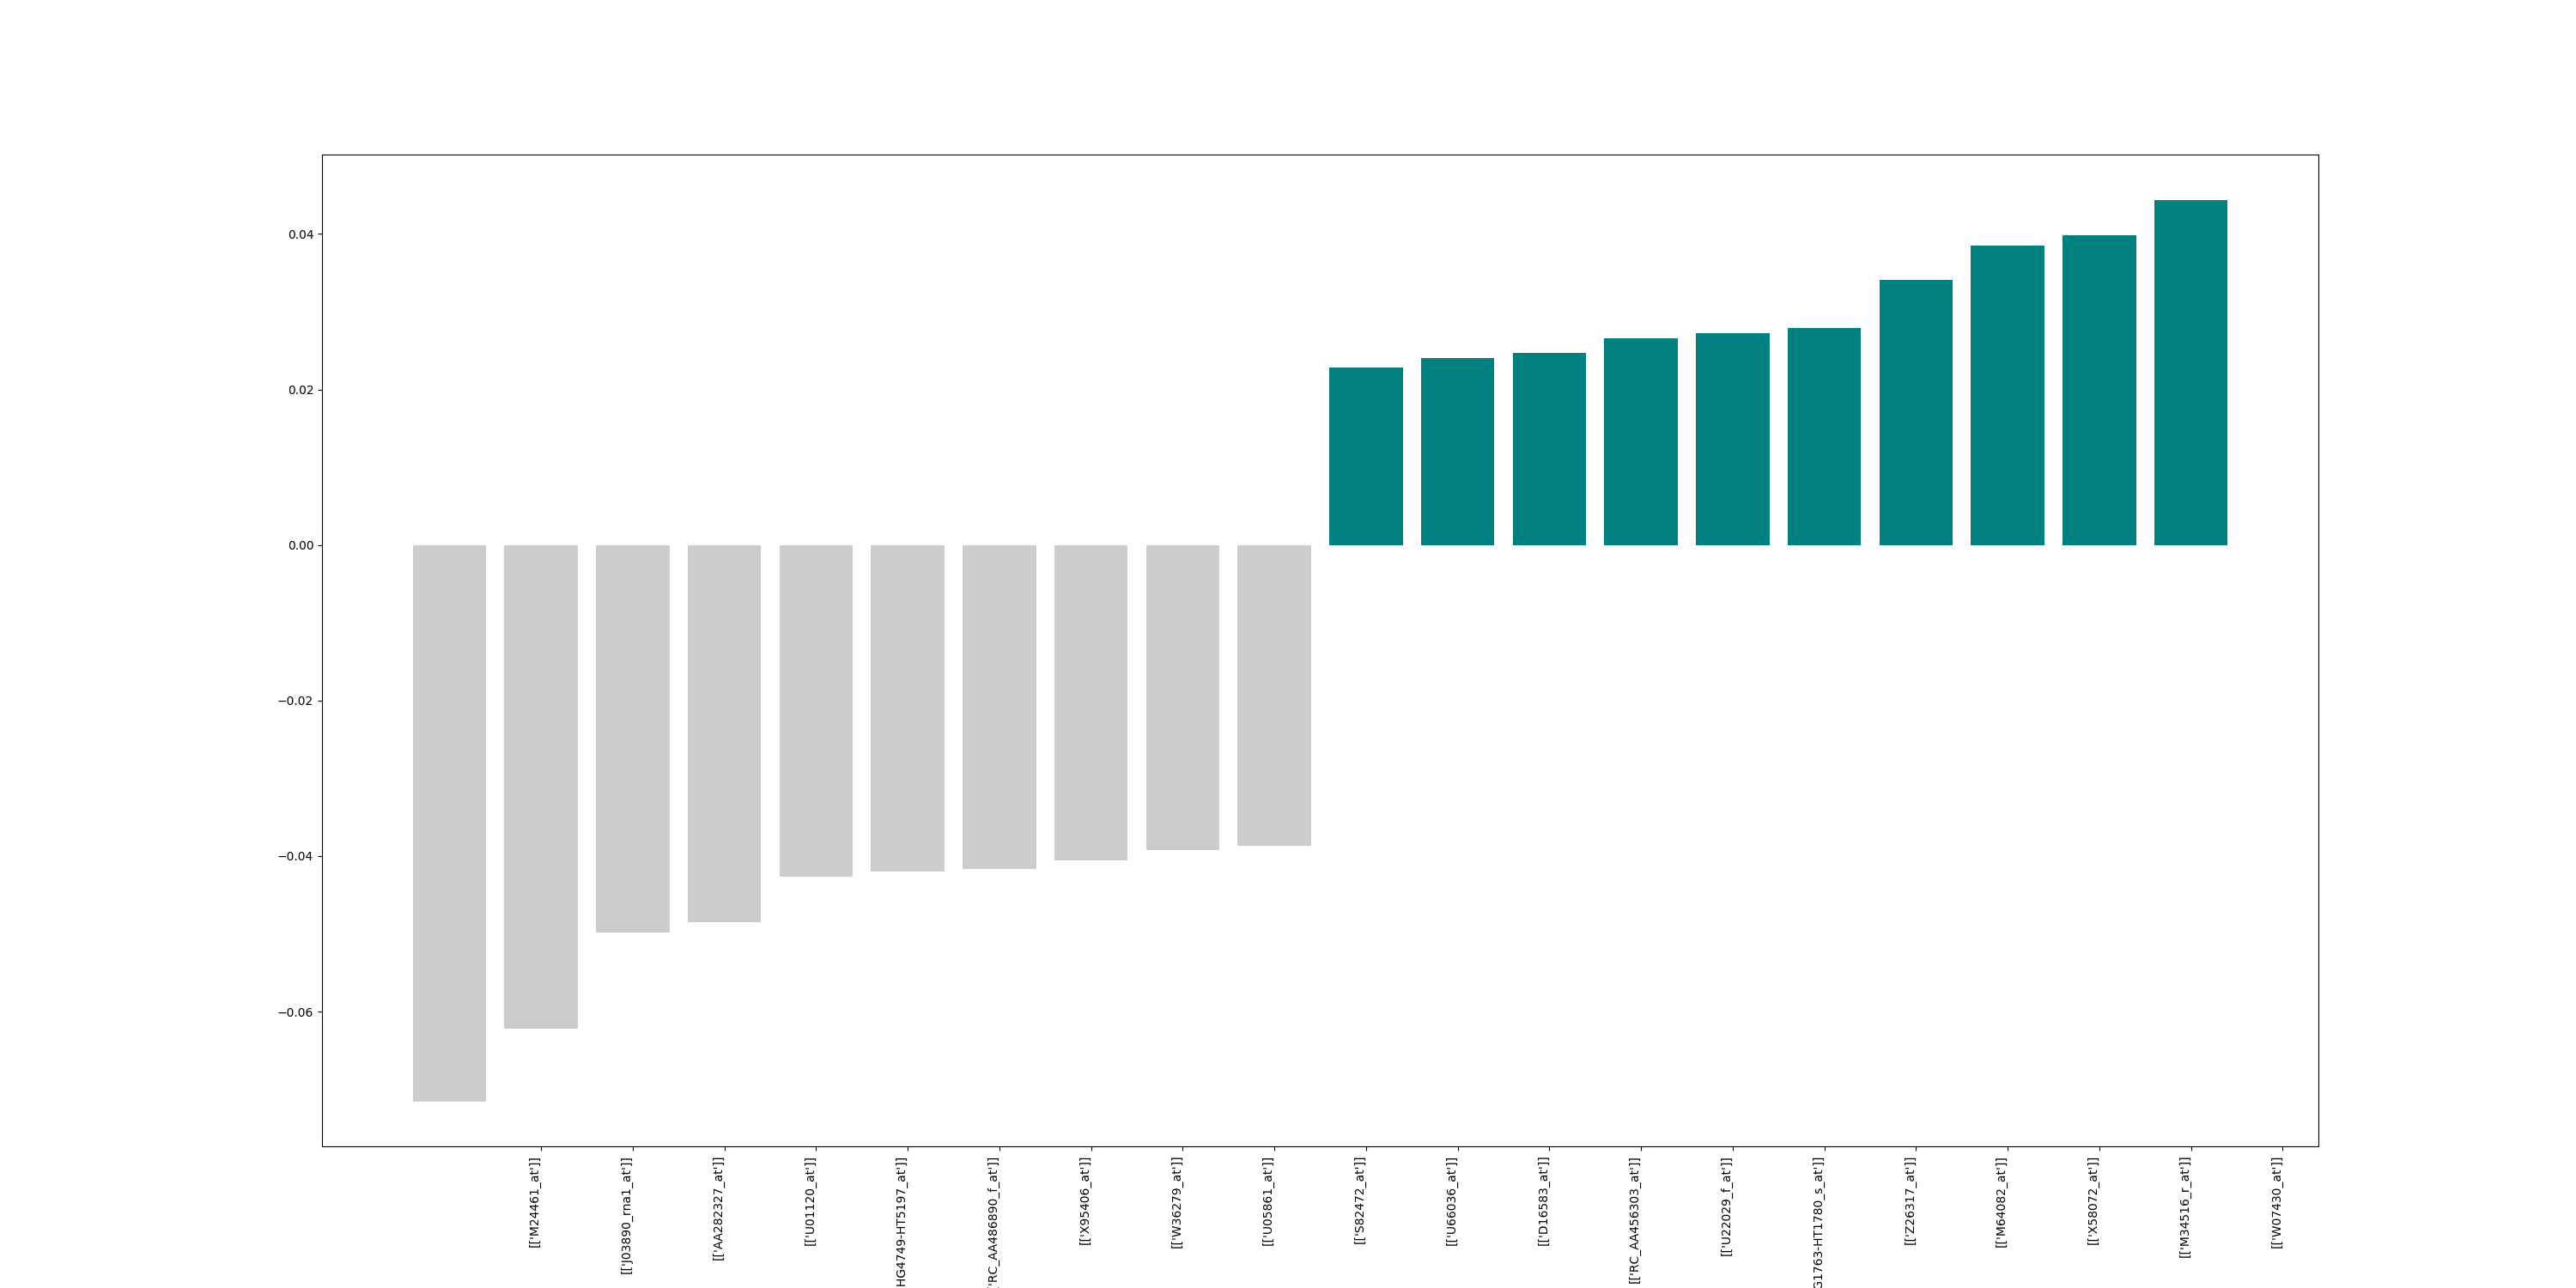 0.04
0.02
0.00
−0.02
−0.04
−0.06
[['M24461_at']]
[['J03890_rna1_at']]
[['AA282327_at']]
[['U01120_at']]
HG4749-HT5197_at']]
'RC_AA486890_f_at']]
[['X95406_at']]
[['W36279_at']]
[['U05861_at']]
[['S82472_at']]
[['U66036_at']]
[['D16583_at']]
[['RC_AA456303_at']]
[['U22029_f_at']]
G1763-HT1780_s_at']]
[['Z26317_at']]
[['M64082_at']]
[['X58072_at']]
[['M34516_r_at']]
[['W07430_at']]